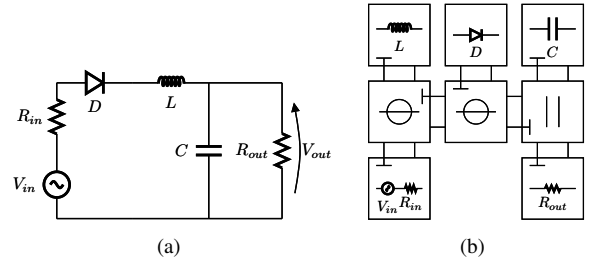 L
D
C
D
L
R_in
C
R_out
V_out
V_in
V_in R_in
R_out
(a)
(b)